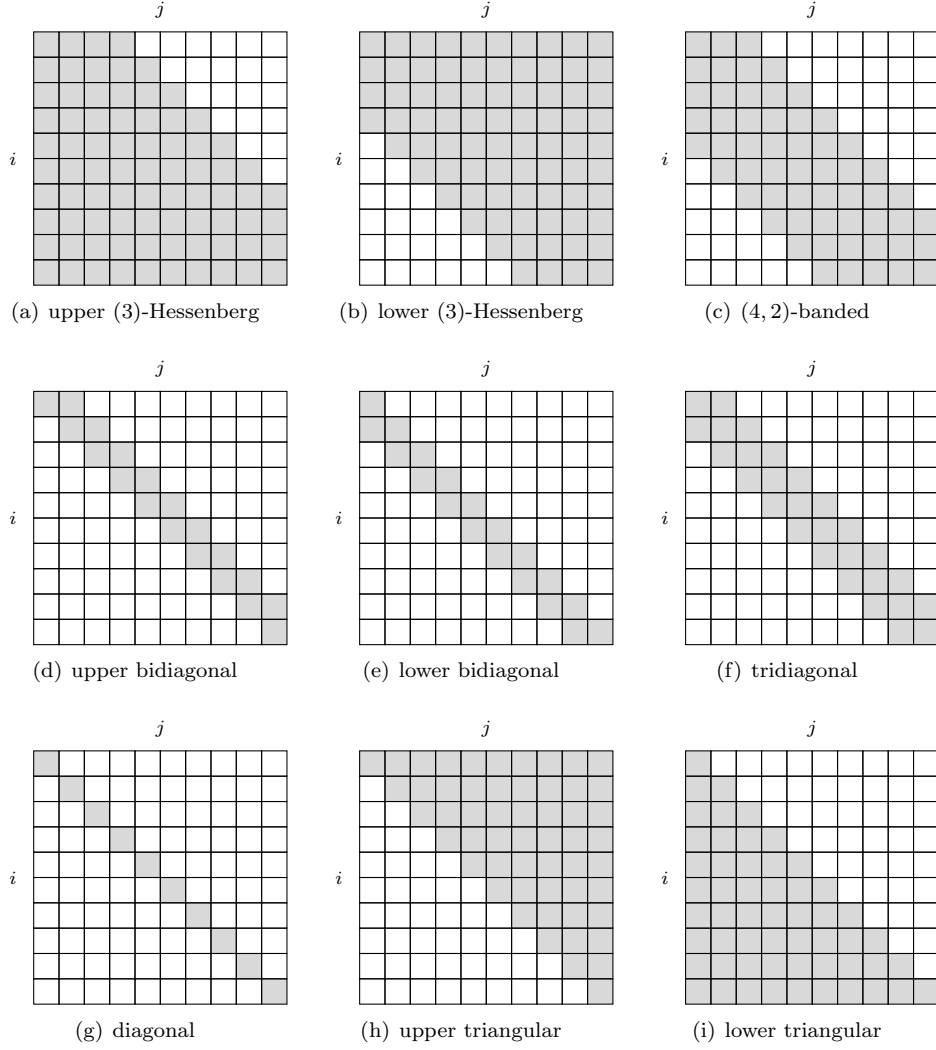 j
j
j
i
i
i
(a) upper (3)-Hessenberg
(b) lower (3)-Hessenberg
(c) (4, 2)-banded
j
j
j
i
i
i
(d) upper bidiagonal
(e) lower bidiagonal
(f) tridiagonal
j
j
j
i
i
i
(g) diagonal
(h) upper triangular
(i) lower triangular